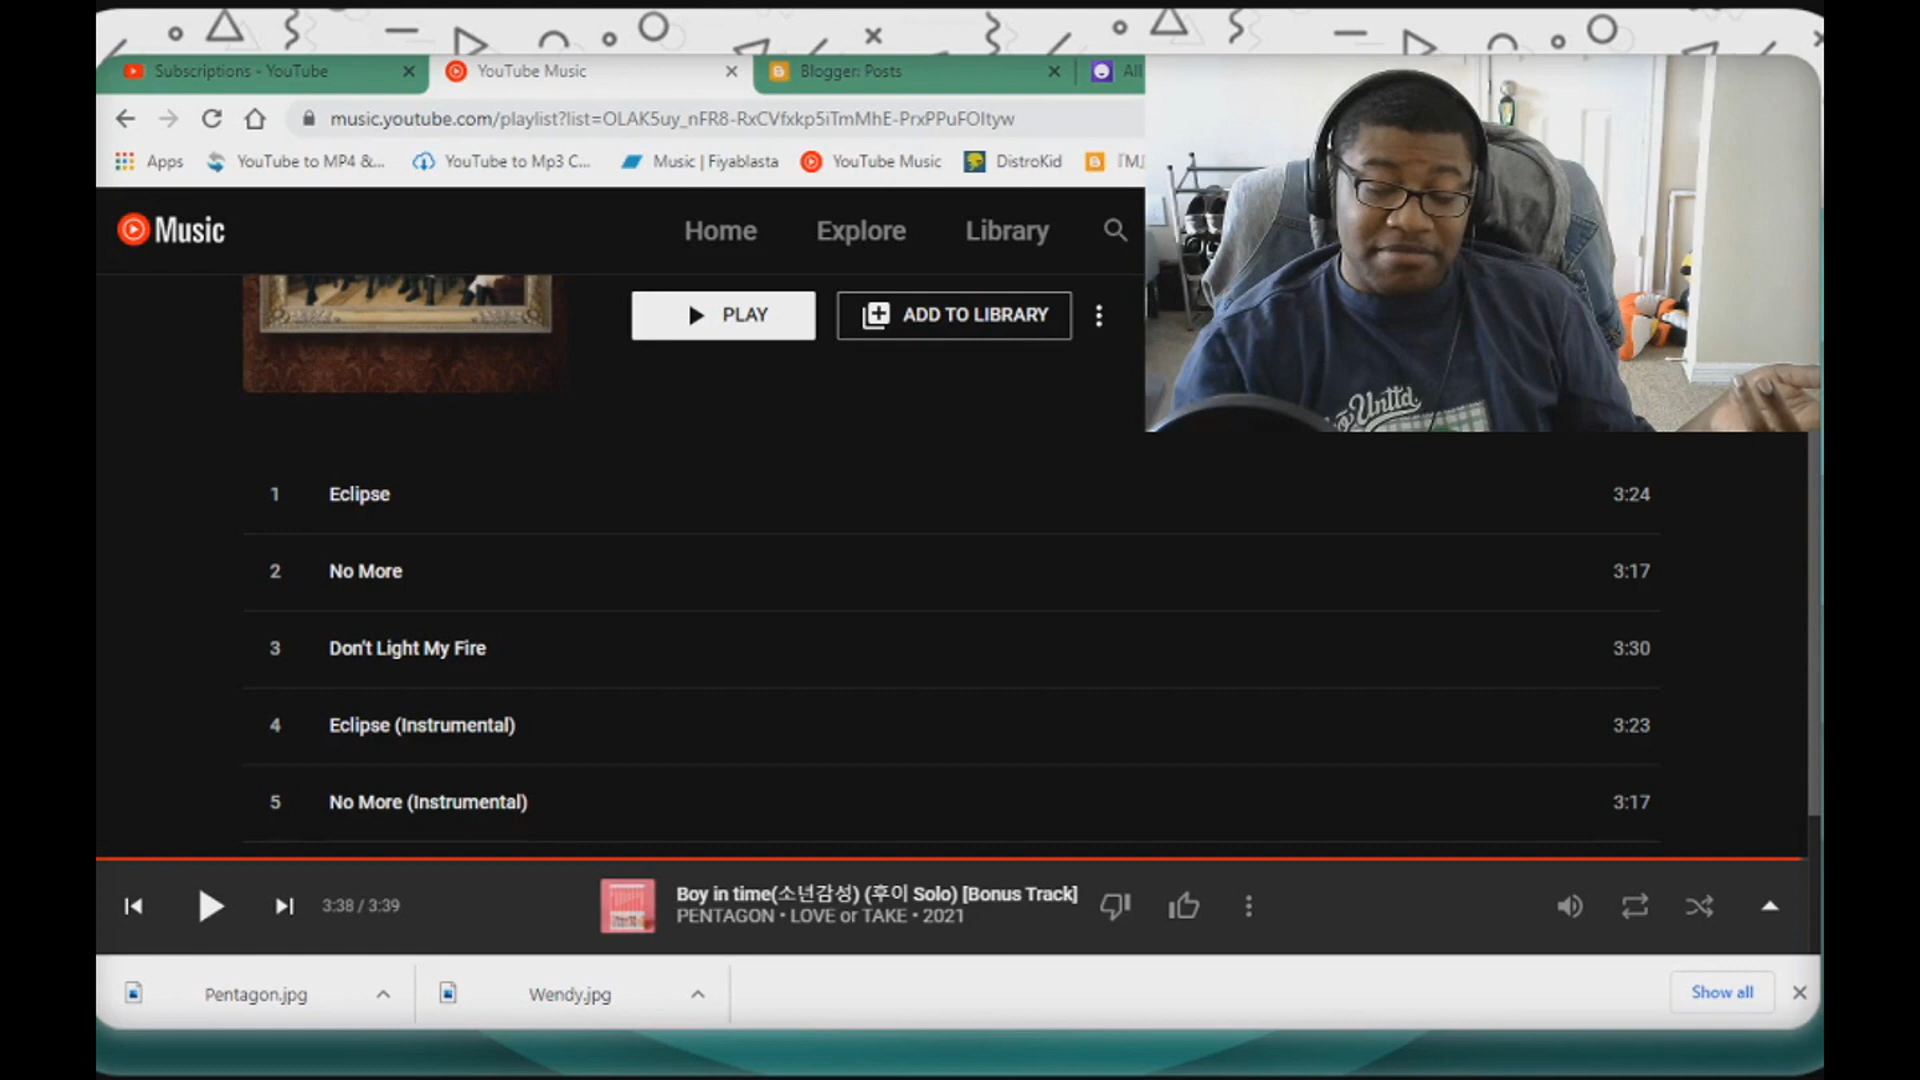 Subscriptions - YouTube
YouTube Music
Blogger: Posts
All
music.youtube.com/playlist?list=OLAK5uy_nFR8-RxCVfxkp5iTmMhE-PrxPPuFOItyw
Apps
YouTube to MP4 &...
YouTube to Mp3 C...
Music | Fiyablasta
YouTube Music
DistroKid
Music
Home
Explore
Library
PLAY
ADD TO LIBRARY
Unttd.
1 Eclipse 3:24
2 No More 3:17
3 Don't Light My Fire 3:30
4 Eclipse (Instrumental) 3:23
5 No More (Instrumental) 3:17
3:38 / 3:39
Boy in time(소년감성) (후이 Solo) [Bonus Track]
PENTAGON • LOVE or TAKE • 2021
Pentagon.jpg
Wendy.jpg
Show all